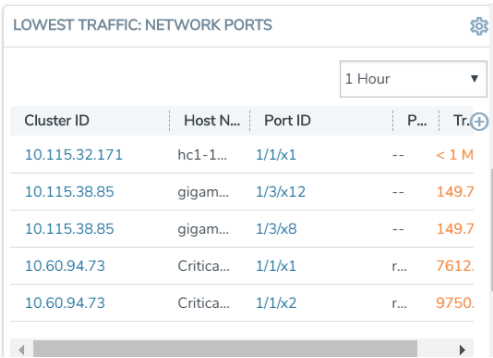 LOWEST TRAFFIC: NETWORK PORTS
1 Hour
Cluster ID Host N... Port ID P... Tr.
10.115.32.171 hc1-1... 1/1/x1 -- < 1 M
10.115.38.85 gigam... 1/3/x12 -- 149.7
10.115.38.85 gigam... 1/3/x8 -- 149.7
10.60.94.73 Critica... 1/1/x1 r... 7612.
10.60.94.73 Critica... 1/1/x2 r... 9750.